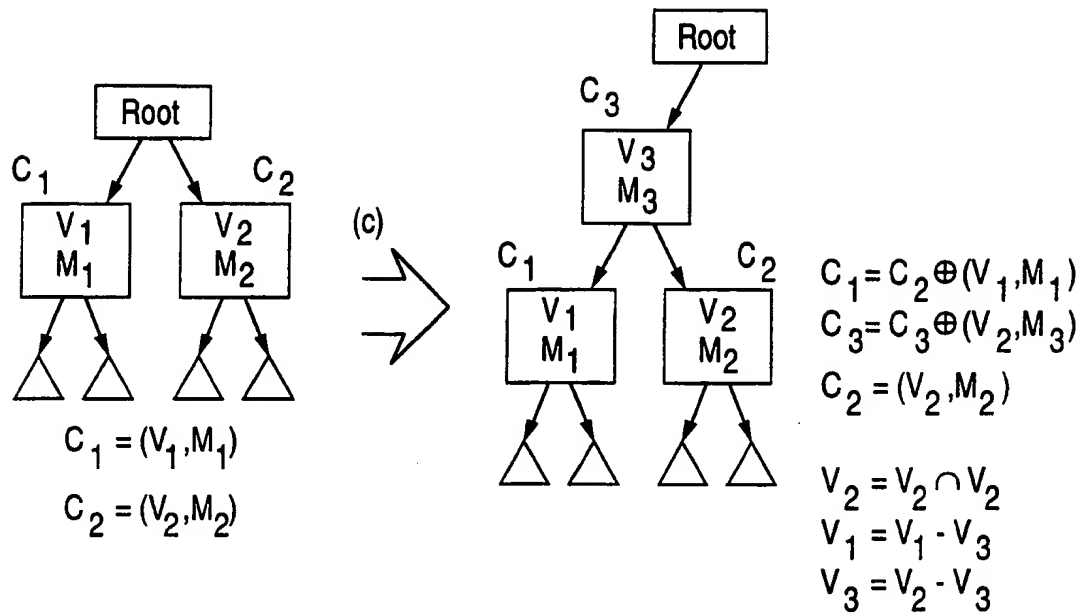 Root
C₁
C₂
V₁
M₁
V₂
M₂
C₁ = (V₁,M₁)
C₂ = (V₂,M₂)
(c)
Root
C₃
V₃
M₃
C₁
C₂
V₁
M₁
V₂
M₂
C₁ = C₂ ⊕ (V₁,M₁)
C₃ = C₃ ⊕ (V₂,M₃)
C₂ = (V₂,M₂)
V₂ = V₂ ∩ V₂
V₁ = V₁ - V₃
V₃ = V₂ - V₃